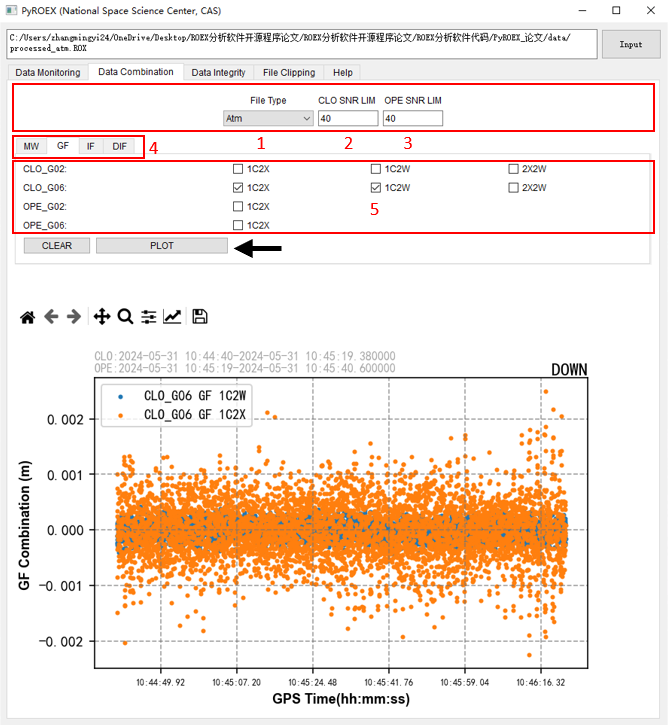 PyROEX (National Space Science Center, CAS)
C:/Users/zhangmingyi24/OneDrive/Desktop/ROEX分析软件开源程序论文/ROEX分析软件开源程序论文/ROEX分析软件代码/PyROEX_论文/data/
processed_atm.ROX
Input
Data Monitoring Data Combination Data Integrity File Clipping Help
File Type CLO SNR LIM OPE SNR LIM
Atm 40 40
1 2 3
MW GF IF DIF 4
CLO_G02: 1C2X 1C2W 2X2W
CLO_G06: 1C2X 1C2W 2X2W
OPE_G02: 1C2X 5
OPE_G06: 1C2X
CLEAR PLOT
CLO:2024-05-31 10:44:40-2024-05-31 10:45:19.380000
OPE:2024-05-31 10:45:19-2024-05-31 10:45:40.600000
DOWN
CLO_G06 GF 1C2W
CLO_G06 GF 1C2X
0.002
0.001
0.000
−0.001
−0.002
GF Combination (m)
10:44:49.92 10:45:07.20 10:45:24.48 10:45:41.76 10:45:59.04 10:46:16.32
GPS Time(hh:mm:ss)